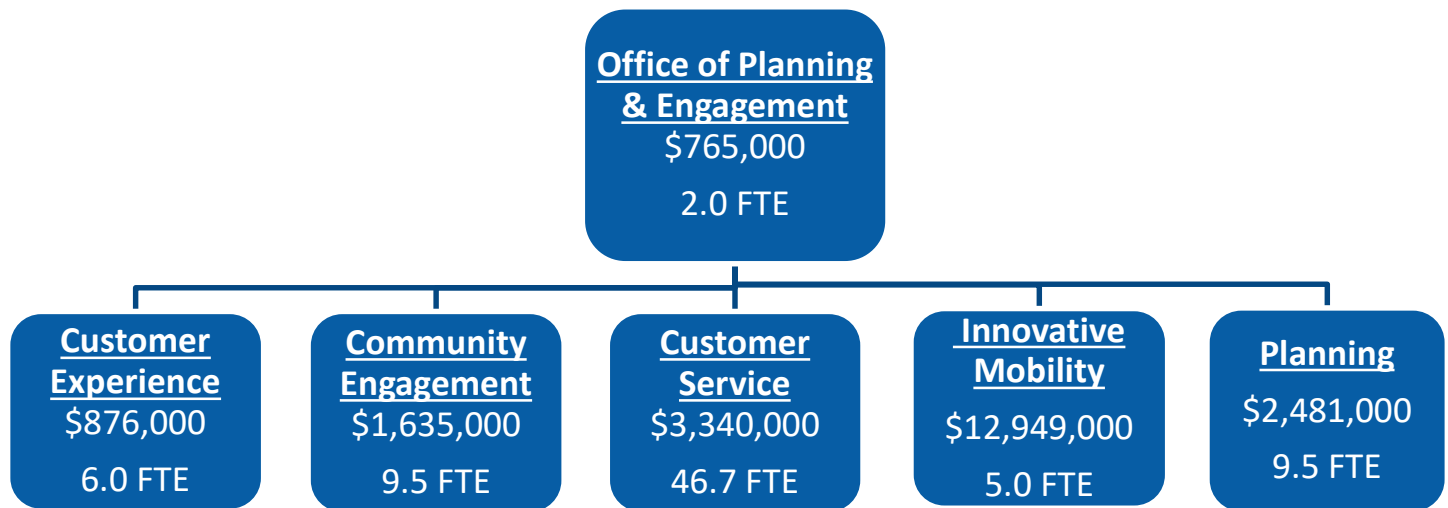 Office of Planning
& Engagement
$765,000
2.0 FTE
Customer
Experience
$876,000
6.0 FTE
Community
Engagement
$1,635,000
9.5 FTE
Customer
Service
$3,340,000
46.7 FTE
Innovative
Mobility
$12,949,000
5.0 FTE
Planning
$2,481,000
9.5 FTE